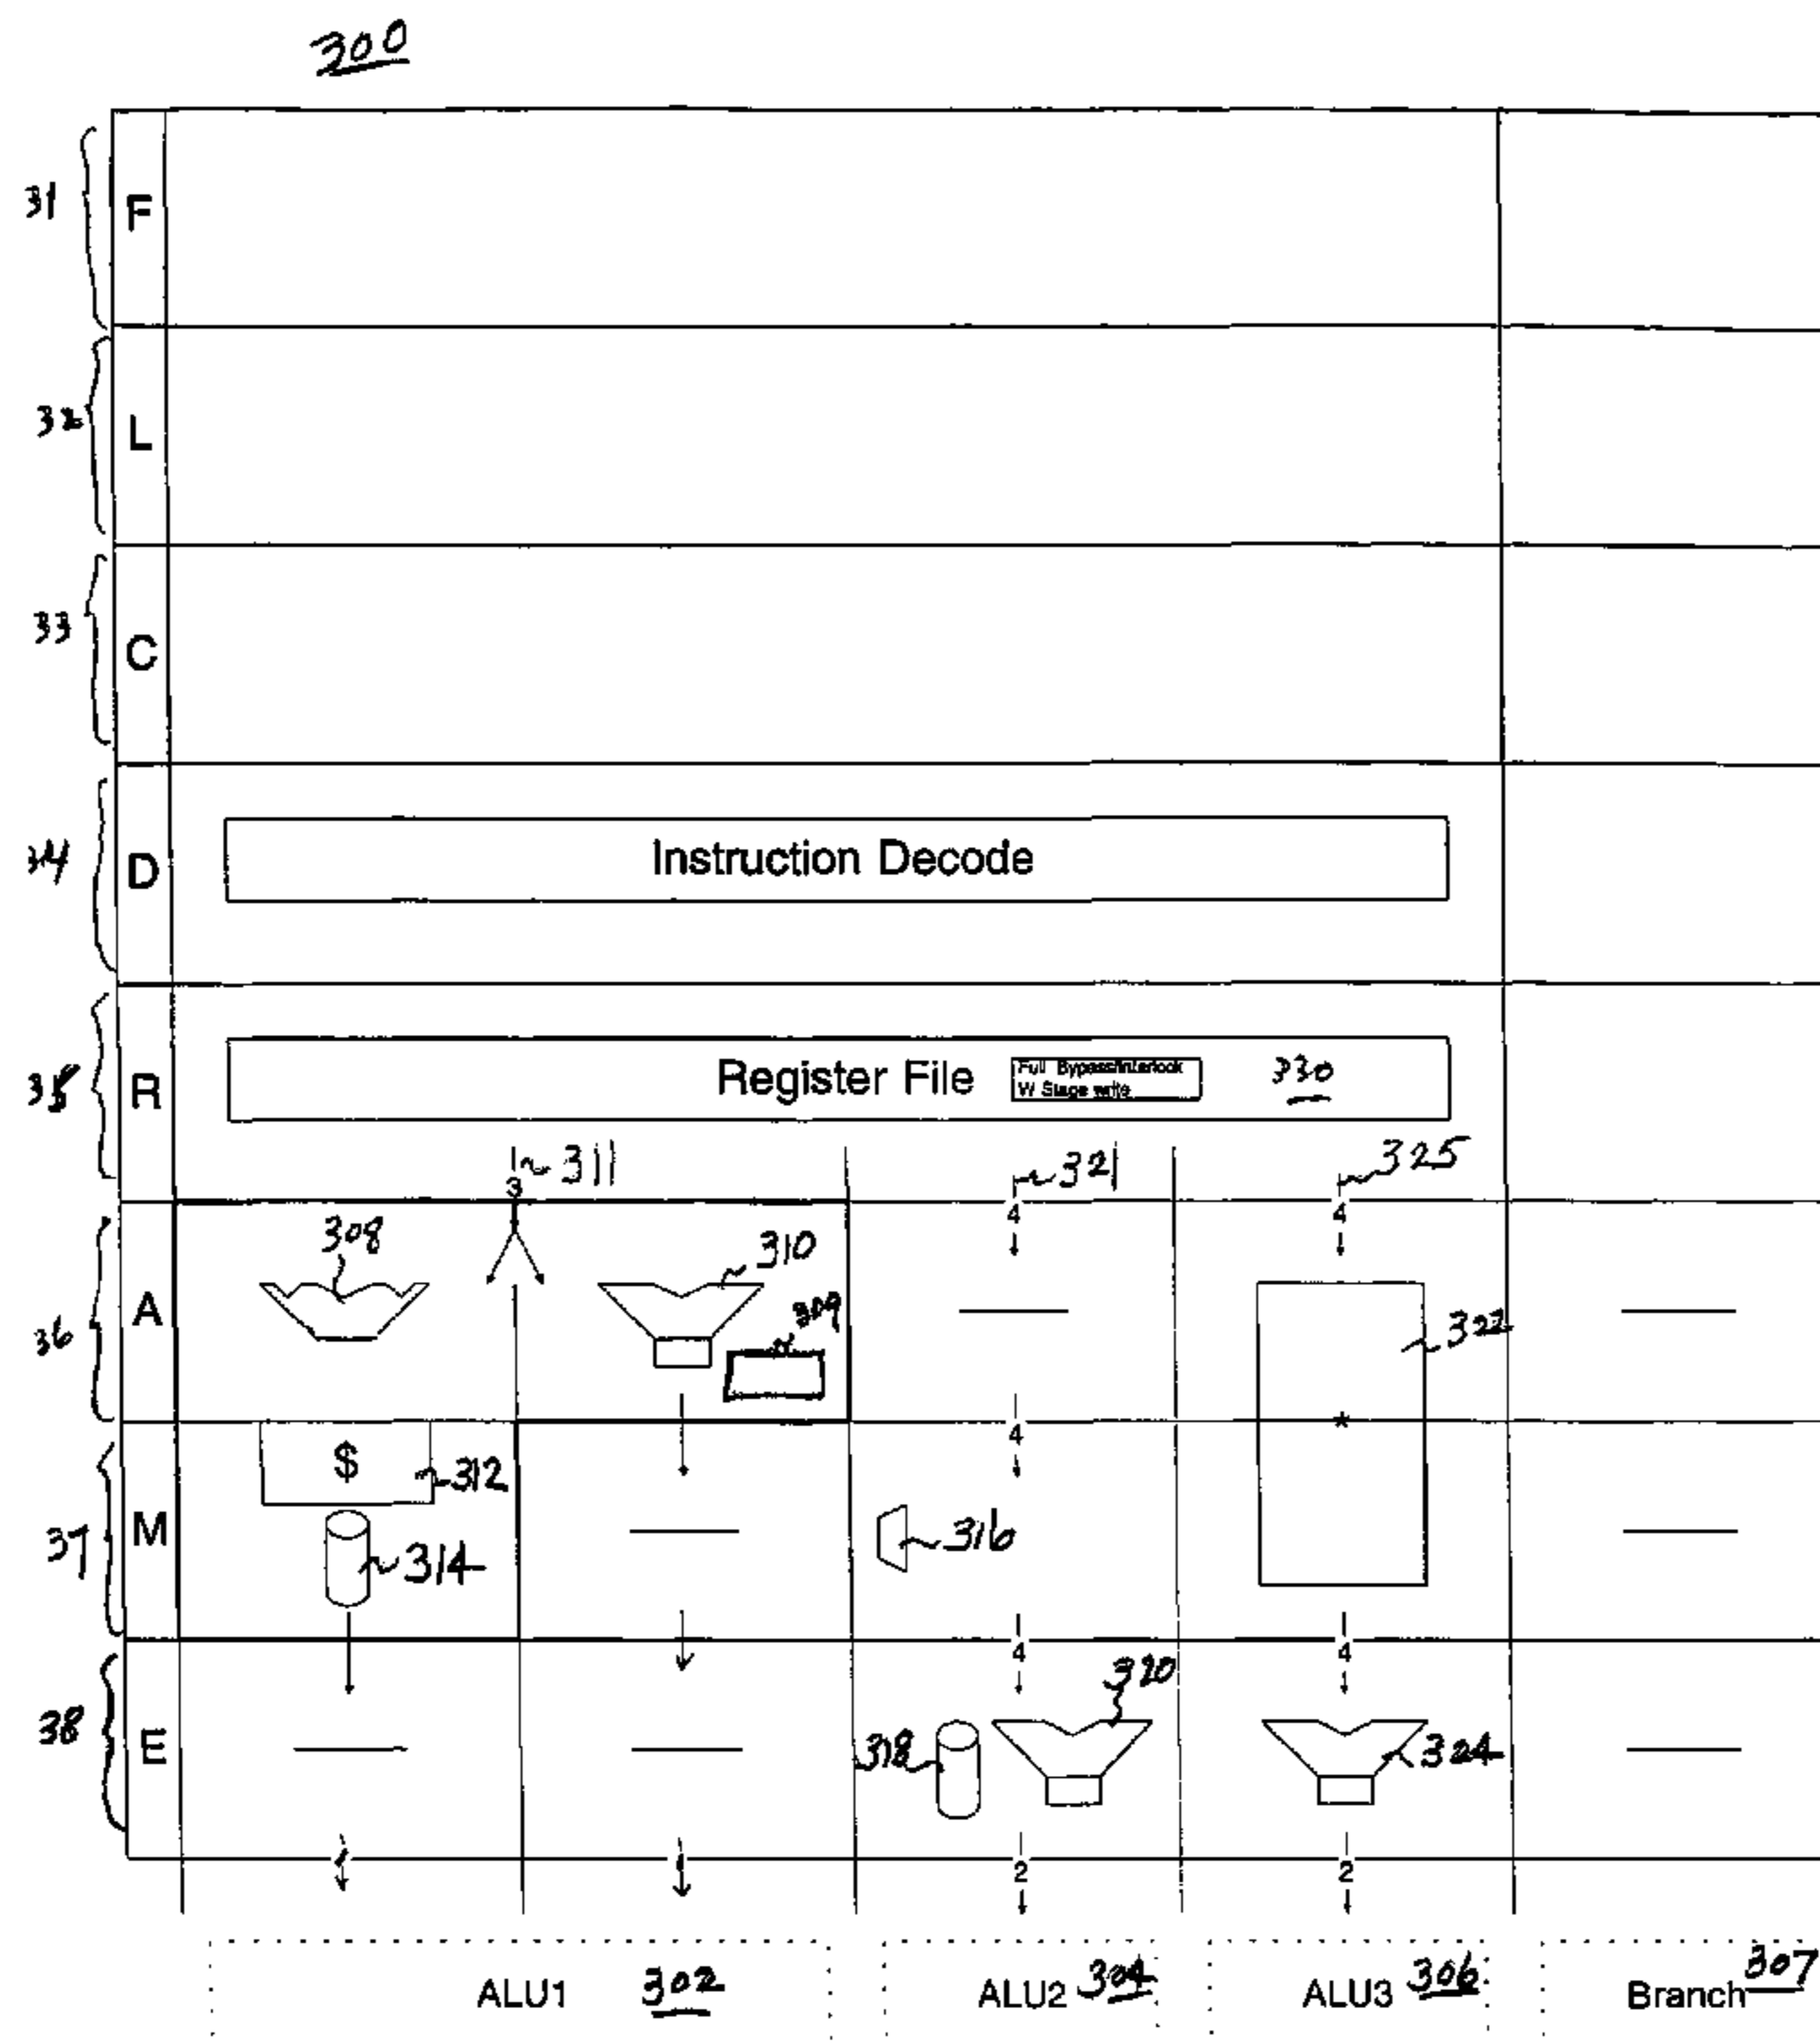 300
31 F
32 L
33 C
34 D
Instruction Decode
35 R
Register File
Full Bypass/Interlock
W Stage write
330
311 321 325
3 4 4
36 A
308 310
309
322
*
4
37 M
$ 312
314
316
4 4
38 E
320
318
324
2 2
ALU1 302
ALU2 304
ALU3 306
Branch 307